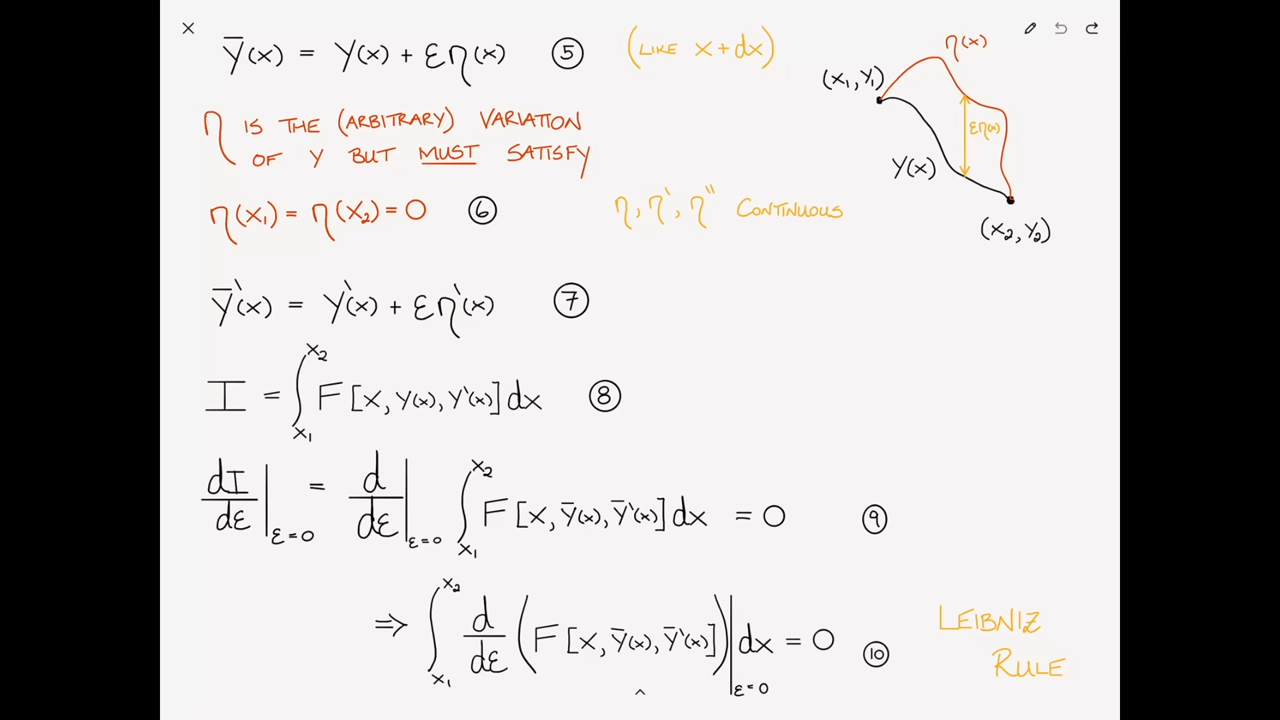 ȳ(x) = y(x) + εη(x) ⑤ (LIKE x + dx)
η IS THE (ARBITRARY) VARIATION
OF Y BUT MUST SATISFY
η(x₁) = η(x₂) = 0 ⑥ η, η', η'' CONTINUOUS
η(x)
(x₁, y₁)
εη(x)
y(x)
(x₂, y₂)
ȳ'(x) = y'(x) + εη'(x) ⑦
I = ∫_{x₁}^{x₂} F[x, y(x), y'(x)] dx ⑧
dI/dε |_{ε=0} = d/dε |_{ε=0} ∫_{x₁}^{x₂} F[x, ȳ(x), ȳ'(x)] dx = 0 ⑨
⇒ ∫_{x₁}^{x₂} d/dε (F[x, ȳ(x), ȳ'(x)]) |_{ε=0} dx = 0 ⑩
LEIBNIZ
RULE